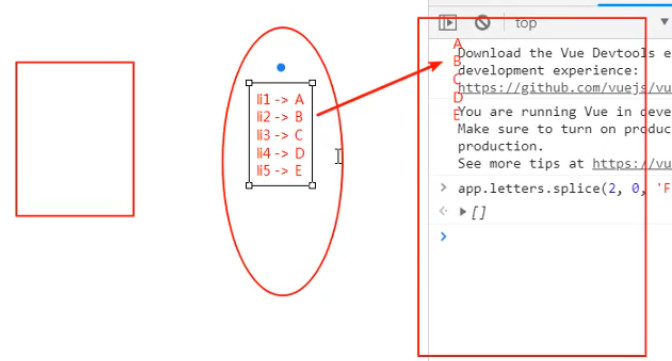 top
li1 -> A
li2 -> B
li3 -> C
li4 -> D
li5 -> E
A
B
C
D
E
Download the Vue Devtools e
development experience:
https://github.com/vuejs/vu
You are running Vue in deve
Make sure to turn on produc
production.
See more tips at https://vu
app.letters.splice(2, 0, 'F
[]